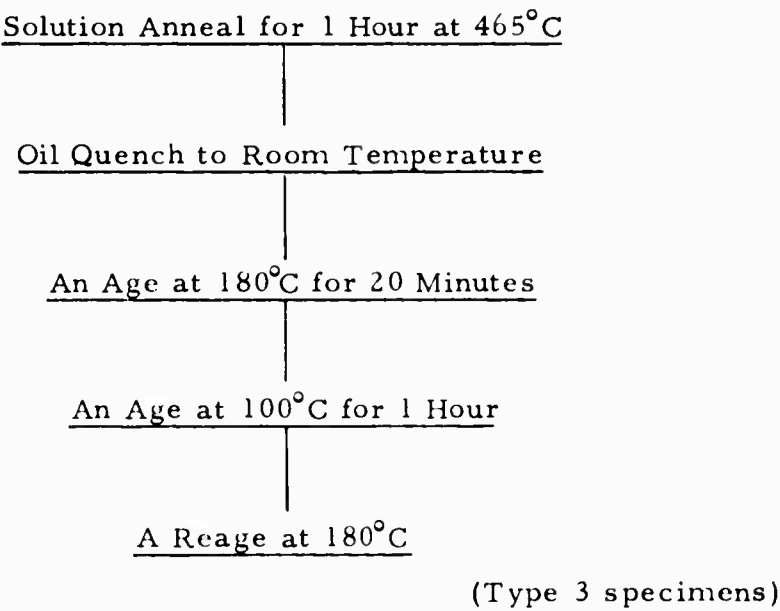 Solution Anneal for 1 Hour at 465°C
Oil Quench to Room Temperature
An Age at 180°C for 20 Minutes
An Age at 100°C for 1 Hour
A Reage at 180°C
(Type 3 specimens)